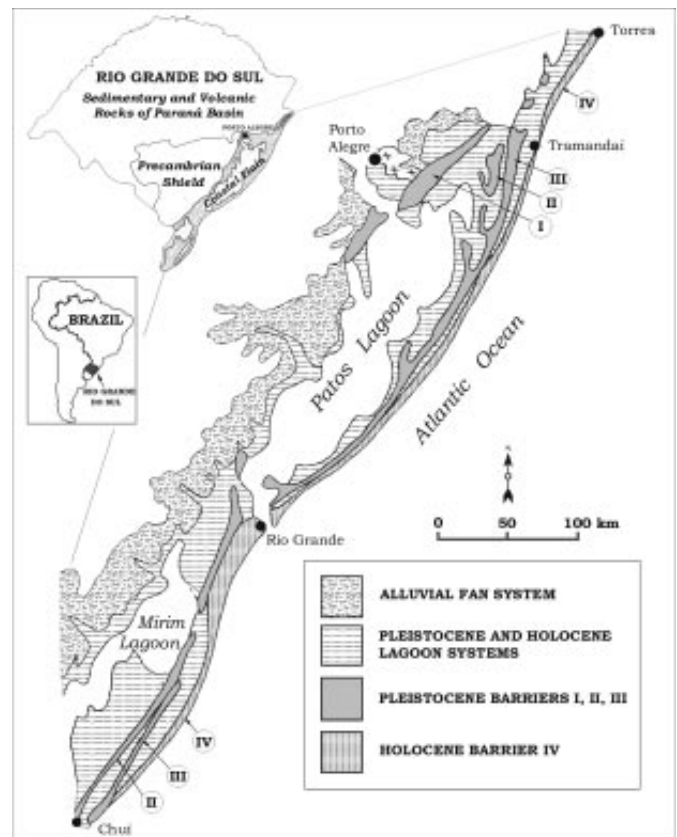 RIO GRANDE DO SUL
Sedimentary and Volcanic
Rocks of Paraná Basin
PORTO ALEGRE
Precambrian
Shield
Coastal Plain
BRAZIL
RIO GRANDE
DO SUL
Torres
IV
Porto
Alegre
Tramandaí
III
II
I
Patos Lagoon
Atlantic Ocean
N
0 50 100 km
Rio Grande
Mirim
Lagoon
IV
III
II
Chuí
ALLUVIAL FAN SYSTEM
PLEISTOCENE AND HOLOCENE
LAGOON SYSTEMS
PLEISTOCENE BARRIERS I, II, III
HOLOCENE BARRIER IV